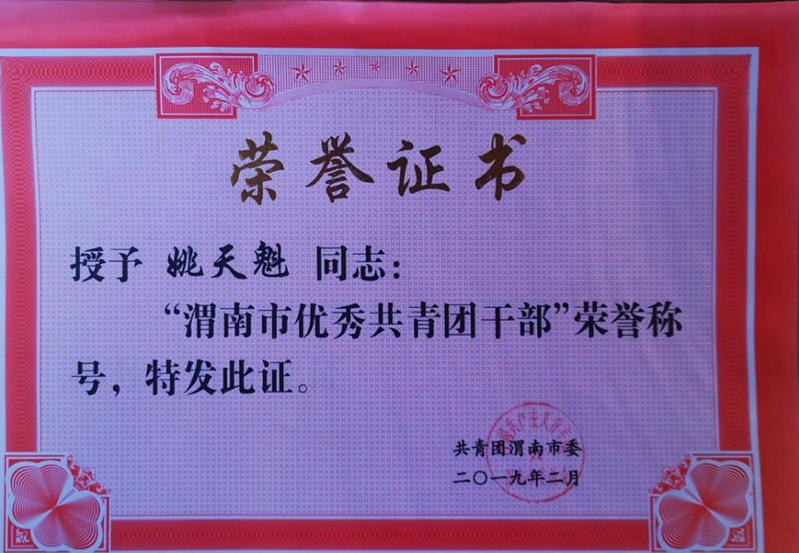 荣誉证书
授予 姚天魁 同志：
“渭南市优秀共青团干部”荣誉称
号，特发此证。
共青团渭南市委
二〇一九年二月